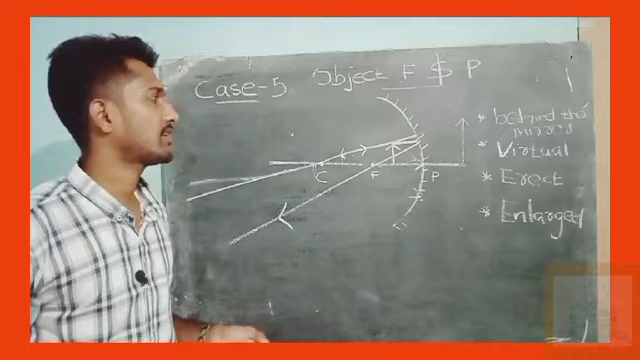 Case-5 Object F $ P
* behind the
mirror
* Virtual
* Erect
* Enlarged
C F P